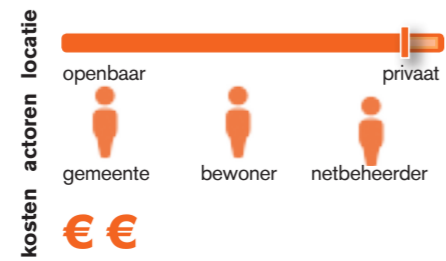 locatie
openbaar privaat
actoren
gemeente bewoner netbeheerder
kosten
€ €